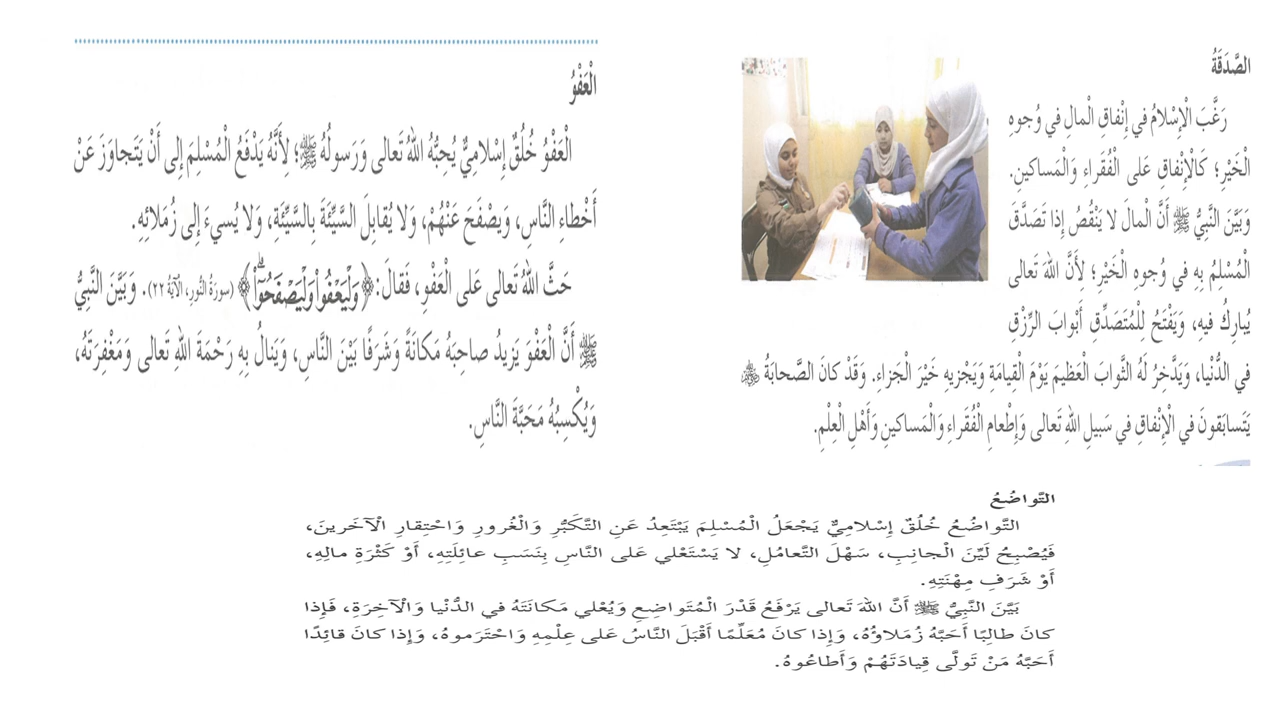 الصَّدَقَةُ
رَغَّبَ الْإِسْلامُ في إِنْفاقِ الْمالِ في وُجوهِ
الْخَيْرِ؛ كَالْإِنْفاقِ عَلى الْفُقَراءِ وَالْمَساكينِ.
وَبَيَّنَ النَّبِيُّ ﷺ أَنَّ الْمالَ لا يَنْقُصُ إِذا تَصَدَّقَ
الْمُسْلِمُ بِهِ في وُجوهِ الْخَيْرِ؛ لِأَنَّ اللهَ تَعالى
يُبارِكُ فيهِ، وَيَفْتَحُ لِلْمُتَصَدِّقِ أَبْوابَ الرِّزْقِ
في الدُّنْيا، وَيَدَّخِرُ لَهُ الثَّوابَ الْعَظيمَ يَوْمَ الْقِيامَةِ وَيَجْزيهِ خَيْرَ الْجَزاءِ. وَقَدْ كانَ الصَّحابَةُ
يَتَسابَقونَ في الْإِنْفاقِ في سَبيلِ اللهِ تَعالى وَإِطْعامِ الْفُقَراءِ وَالْمَساكينِ وَأَهْلِ الْعِلْمِ.
الْعَفْوُ
الْعَفْوُ خُلُقٌ إِسْلامِيٌّ يُحِبُّهُ اللهُ تَعالى وَرَسولُهُ ﷺ؛ لِأَنَّهُ يَدْفَعُ الْمُسْلِمَ إِلى أَنْ يَتَجاوَزَ عَنْ
أَخْطاءِ النَّاسِ، وَيَصْفَحَ عَنْهُمْ، وَلا يُقابِلَ السَّيِّئَةَ بِالسَّيِّئَةِ، وَلا يُسيءَ إِلى زُمَلائِهِ.
حَثَّ اللهُ تَعالى عَلى الْعَفْوِ، فَقالَ: ﴿وَلْيَعْفُواْ وَلْيَصْفَحُوٓاْۗ﴾ (سورَةُ النُّورِ، الْآيَةُ ٢٢). وَبَيَّنَ النَّبِيُّ
ﷺ أَنَّ الْعَفْوَ يَزيدُ صاحِبَهُ مَكانَةً وَشَرَفًا بَيْنَ النَّاسِ، وَيَنالُ بِهِ رَحْمَةَ اللهِ تَعالى وَمَغْفِرَتَهُ،
وَيُكْسِبُهُ مَحَبَّةَ النَّاسِ.
التَّواضُعُ
التَّواضُعُ خُلُقٌ إِسْلامِيٌّ يَجْعَلُ الْمُسْلِمَ يَبْتَعِدُ عَنِ التَّكَبُّرِ وَالْغُرورِ وَاحْتِقارِ الْآخَرينَ،
فَيُصْبِحُ لَيِّنَ الْجانِبِ، سَهْلَ التَّعامُلِ، لا يَسْتَعْلي عَلى النَّاسِ بِنَسَبِ عائِلَتِهِ، أَوْ كَثْرَةِ مالِهِ،
أَوْ شَرَفِ مِهْنَتِهِ.
بَيَّنَ النَّبِيُّ ﷺ أَنَّ اللهَ تَعالى يَرْفَعُ قَدْرَ الْمُتَواضِعِ وَيُعْلي مَكانَتَهُ في الدُّنْيا وَالْآخِرَةِ، فَإِذا
كانَ طالِبًا أَحَبَّهُ زُمَلاؤُهُ، وَإِذا كانَ مُعَلِّمًا أَقْبَلَ النَّاسُ عَلى عِلْمِهِ وَاحْتَرَموهُ، وَإِذا كانَ قائِدًا
أَحَبَّهُ مَنْ تَولَّى قِيادَتَهُمْ وَأَطاعُوهُ.